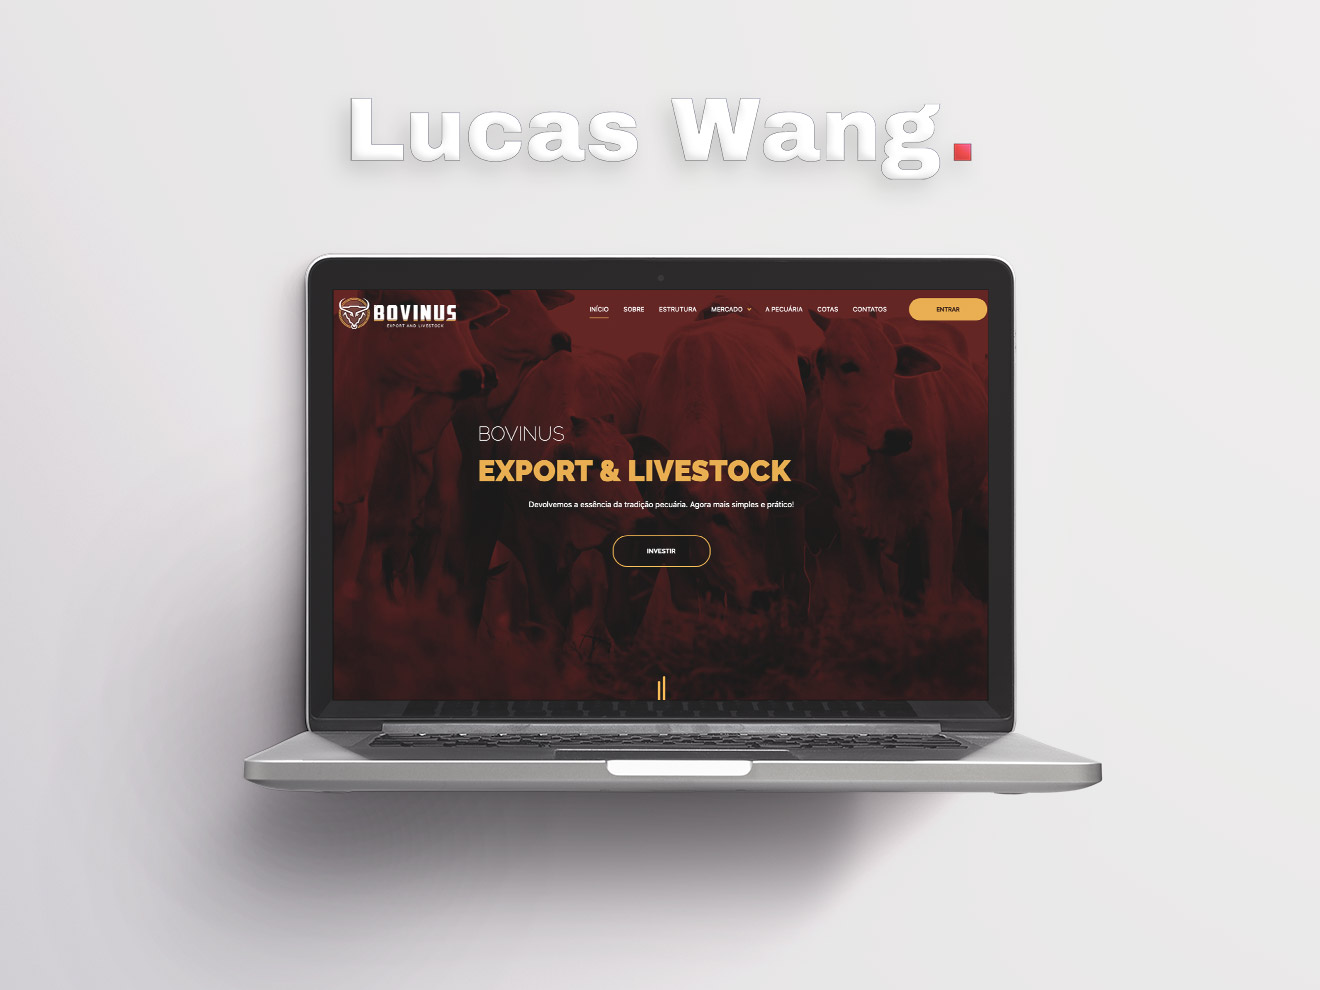 Lucas Wang.
BOVINUS
EXPORT AND LIVESTOCK
INÍCIO SOBRE ESTRUTURA MERCADO A PECUÁRIA COTAS CONTATOS ENTRAR
BOVINUS
EXPORT & LIVESTOCK
Devolvemos a essência da tradição pecuária. Agora mais simples e prático!
INVESTIR